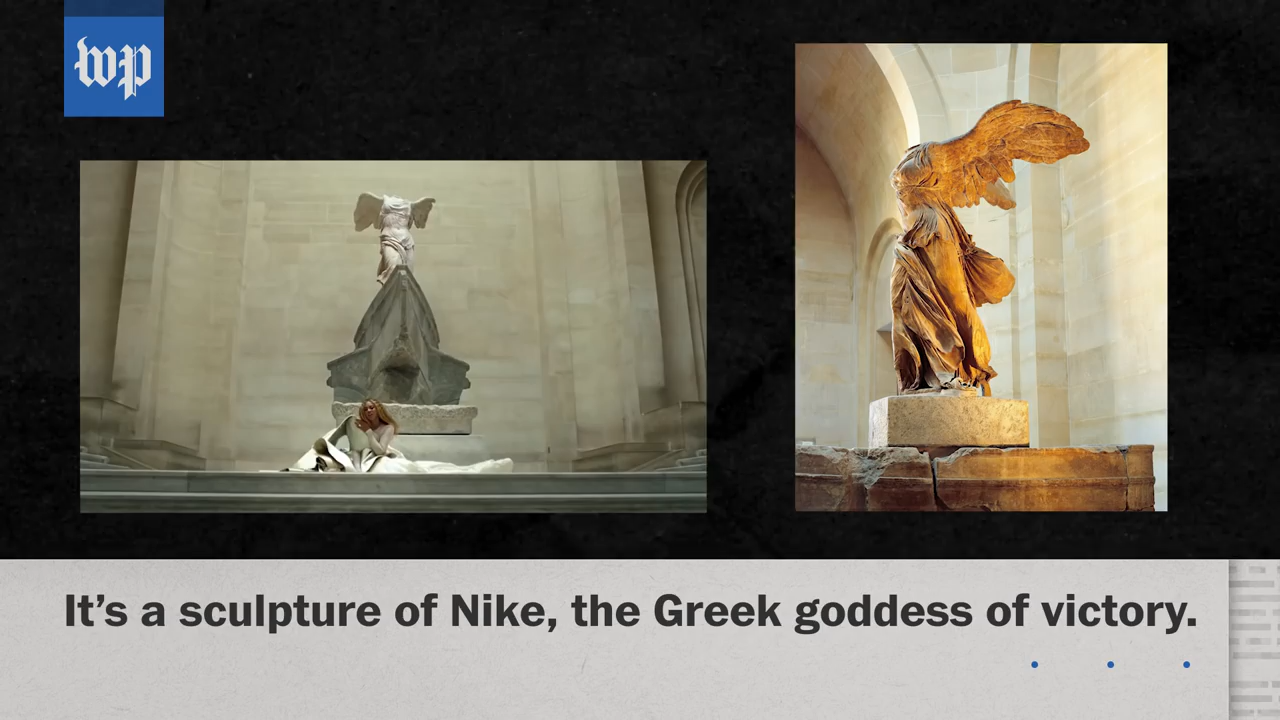 wp
It’s a sculpture of Nike, the Greek goddess of victory.